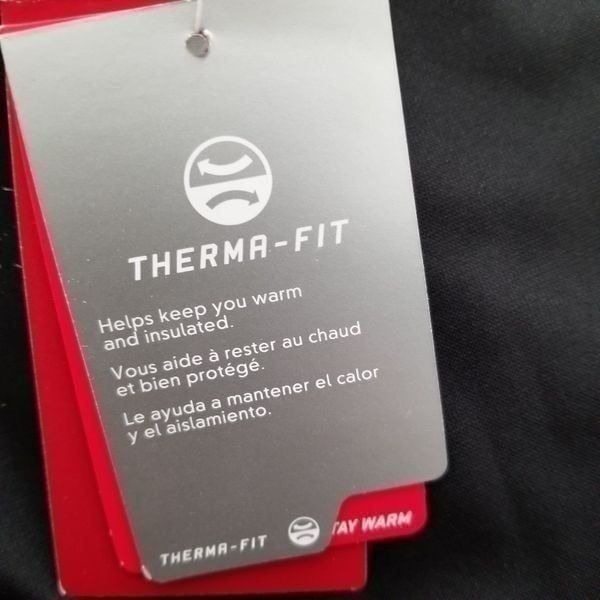 THERMA-FIT
Helps keep you warm
and insulated.
Vous aide à rester au chaud
et bien protégé.
Le ayuda a mantener el calor
y el aislamiento.
THERMA-FIT
TAY WARM